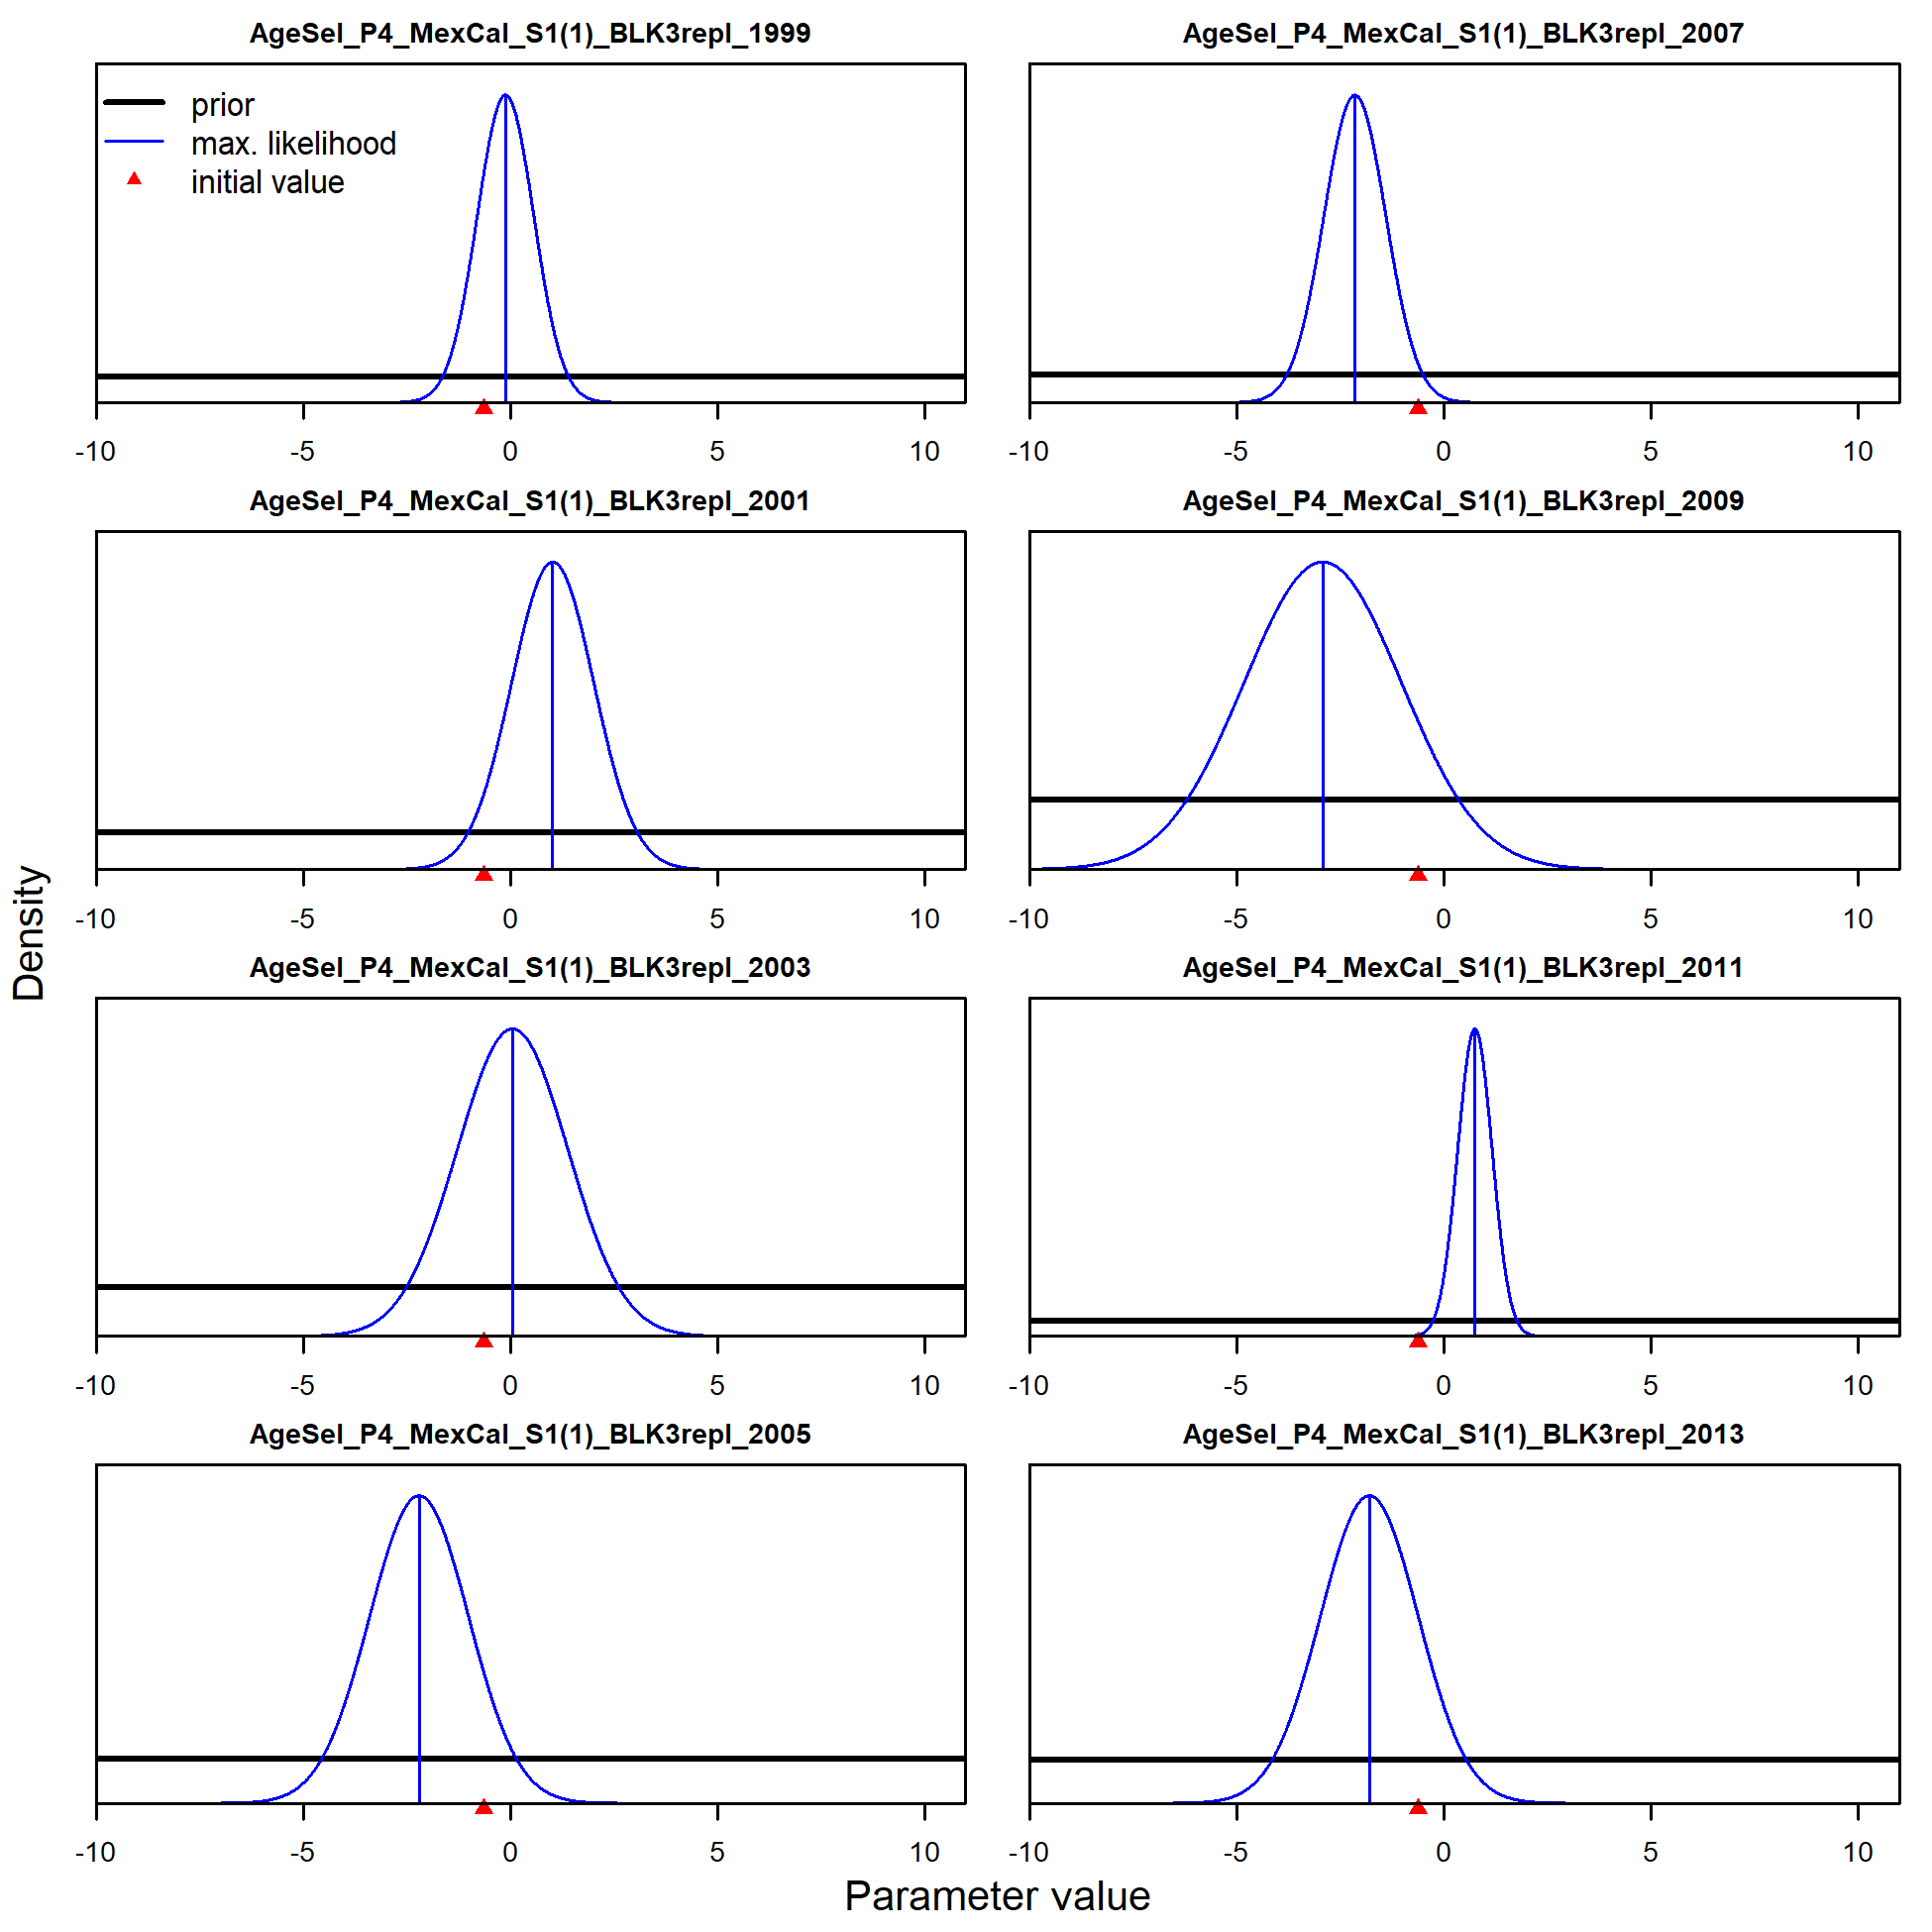 AgeSel_P4_MexCal_S1(1)_BLK3repl_1999
prior
max. likelihood
initial value
-10 -5 0 5 10
AgeSel_P4_MexCal_S1(1)_BLK3repl_2007
-10 -5 0 5 10
AgeSel_P4_MexCal_S1(1)_BLK3repl_2001
-10 -5 0 5 10
AgeSel_P4_MexCal_S1(1)_BLK3repl_2009
-10 -5 0 5 10
AgeSel_P4_MexCal_S1(1)_BLK3repl_2003
-10 -5 0 5 10
AgeSel_P4_MexCal_S1(1)_BLK3repl_2011
-10 -5 0 5 10
AgeSel_P4_MexCal_S1(1)_BLK3repl_2005
-10 -5 0 5 10
AgeSel_P4_MexCal_S1(1)_BLK3repl_2013
-10 -5 0 5 10
Density
Parameter value